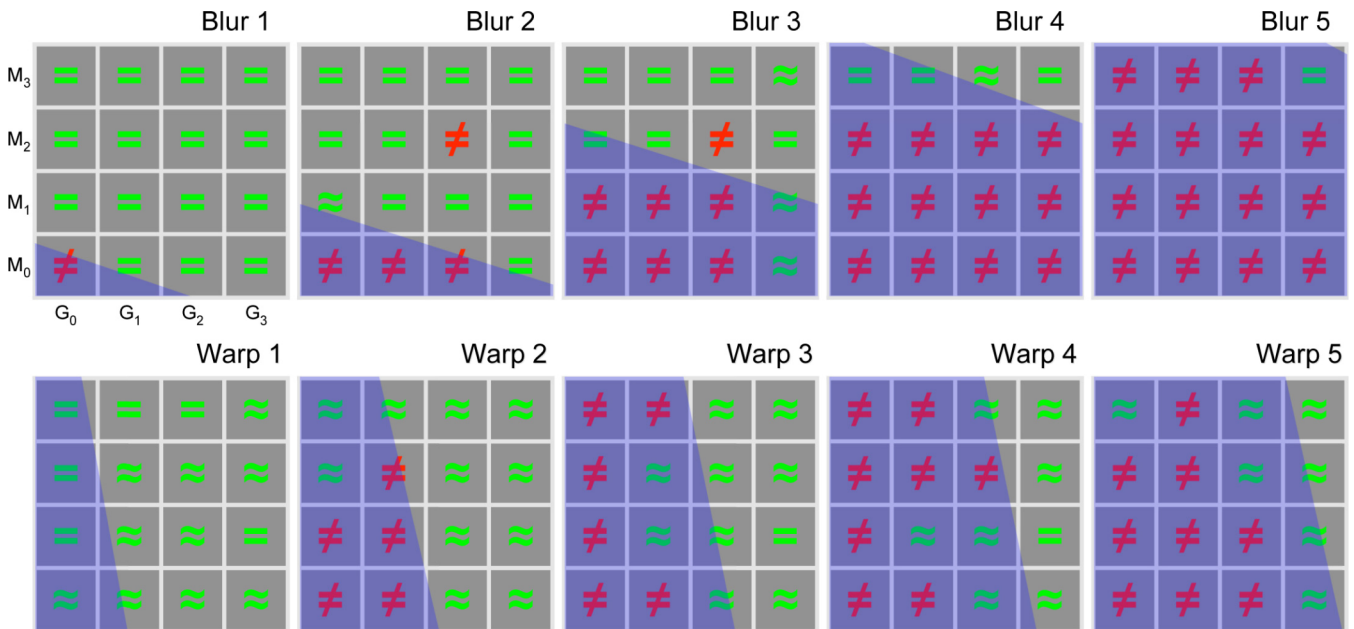 Blur 1 Blur 2 Blur 3 Blur 4 Blur 5
M₃ = = = = = = = = = = = ≈ = = ≈ = ≠ ≠ ≠ =
M₂ = = = = = = ≠ = = = ≠ = ≠ ≠ ≠ ≠ ≠ ≠ ≠ ≠
M₁ = = = = ≈ = = = ≠ ≠ ≠ ≈ ≠ ≠ ≠ ≠ ≠ ≠ ≠ ≠
M₀ ≠ = = = ≠ ≠ ≠ = ≠ ≠ ≠ ≈ ≠ ≠ ≠ ≠ ≠ ≠ ≠ ≠
G₀ G₁ G₂ G₃
Warp 1 Warp 2 Warp 3 Warp 4 Warp 5
= = = ≈ ≈ ≈ ≈ ≈ ≠ ≠ ≈ ≈ ≠ ≠ ≈ ≈ ≈ ≠ ≈ ≈
= ≈ ≈ ≈ ≈ ≠ ≈ ≈ ≠ ≈ ≈ ≈ ≠ ≠ ≠ ≈ ≠ ≠ ≈ ≈
= ≈ ≈ = ≠ ≠ ≈ ≈ ≠ ≈ ≈ = ≠ ≈ ≈ = ≠ ≠ ≠ ≈
≈ ≈ ≈ ≈ ≠ ≠ ≈ ≈ ≠ ≠ ≈ ≈ ≠ ≠ ≈ ≈ ≠ ≠ ≠ ≈